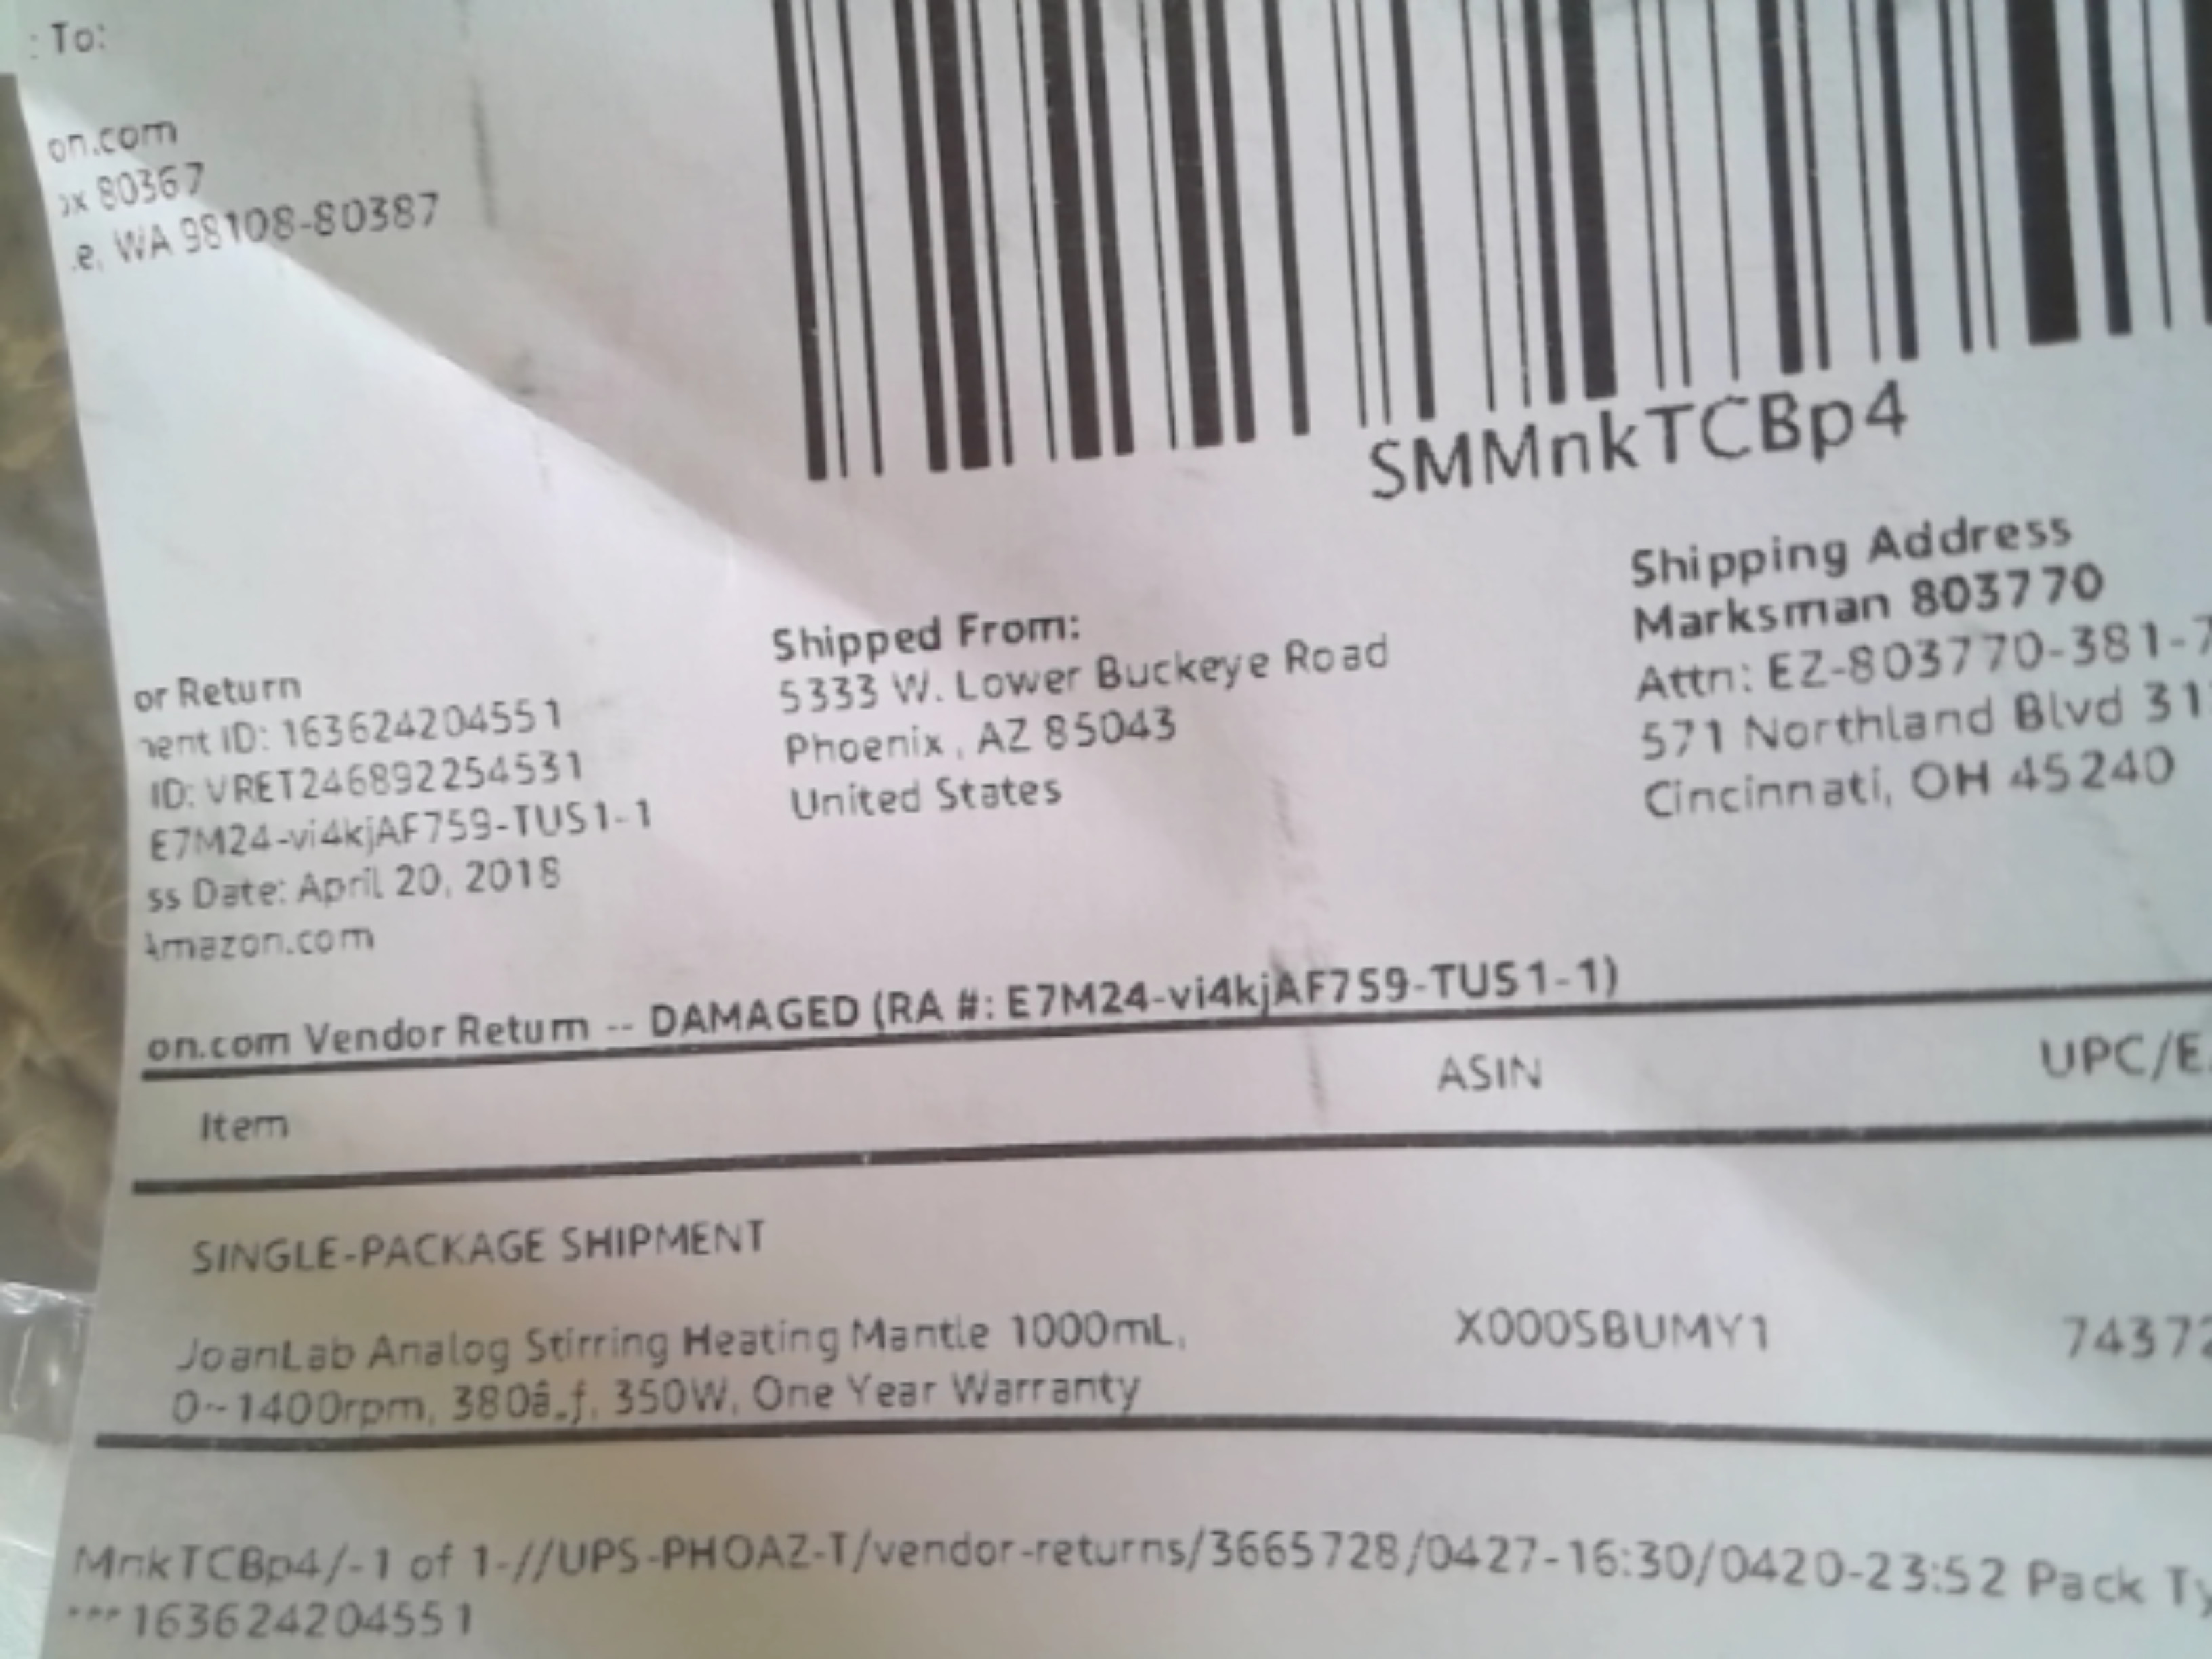 : To:
on.com
ox 80367
.e, WA 98108-80387
SMMnkTCBp4
Shipping Address
Marksman 803770
Attn: EZ-803770-381-7
571 Northland Blvd 31
Cincinnati, OH 45240
Shipped From:
5333 W. Lower Buckeye Road
Phoenix, AZ 85043
United States
or Return
nent ID: 163624204551
ID: VRET246892254531
E7M24-vi4kjAF759-TUS1-1
ss Date: April 20, 2018
Amazon.com
on.com Vendor Return -- DAMAGED (RA #: E7M24-vi4kjAF759-TUS1-1)
Item ASIN UPC/E
SINGLE-PACKAGE SHIPMENT
JoanLab Analog Stirring Heating Mantle 1000mL, X000SBUMY1 7437
0~1400rpm, 380â„ƒ, 350W, One Year Warranty
MnkTCBp4/-1 of 1-//UPS-PHOAZ-T/vendor-returns/3665728/0427-16:30/0420-23:52 Pack Ty
***163624204551